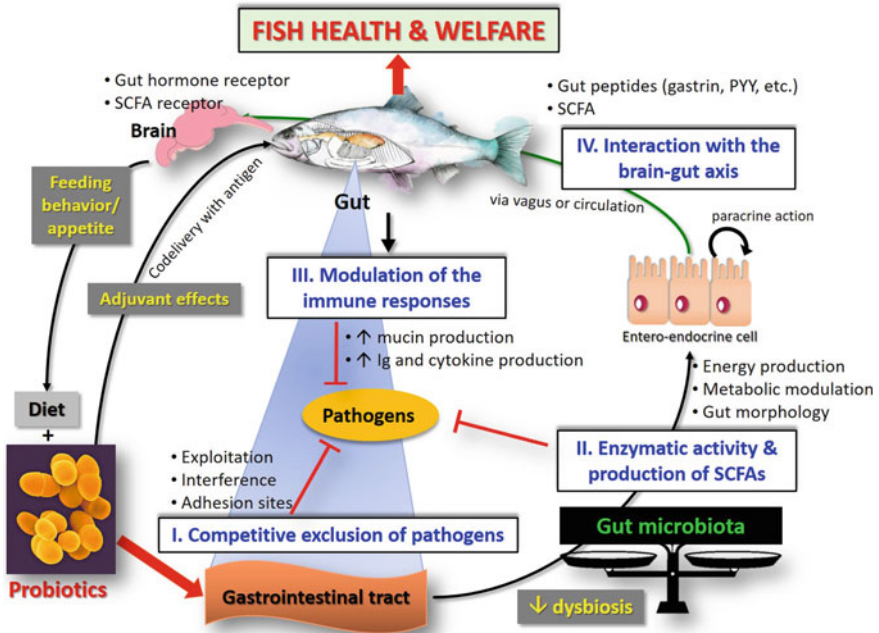 FISH HEALTH & WELFARE
• Gut hormone receptor
• SCFA receptor
Brain
• Gut peptides (gastrin, PYY, etc.)
• SCFA
IV. Interaction with the
brain-gut axis
Feeding
behavior/
appetite
Codelivery with antigen
Gut
via vagus or circulation
paracrine action
III. Modulation of the
immune responses
Adjuvant effects
• ↑ mucin production
• ↑ Ig and cytokine production
Entero-endocrine cell
• Energy production
• Metabolic modulation
• Gut morphology
Diet
+
Pathogens
• Exploitation
• Interference
• Adhesion sites
II. Enzymatic activity &
production of SCFAs
I. Competitive exclusion of pathogens
Gut microbiota
Probiotics
Gastrointestinal tract
↓ dysbiosis